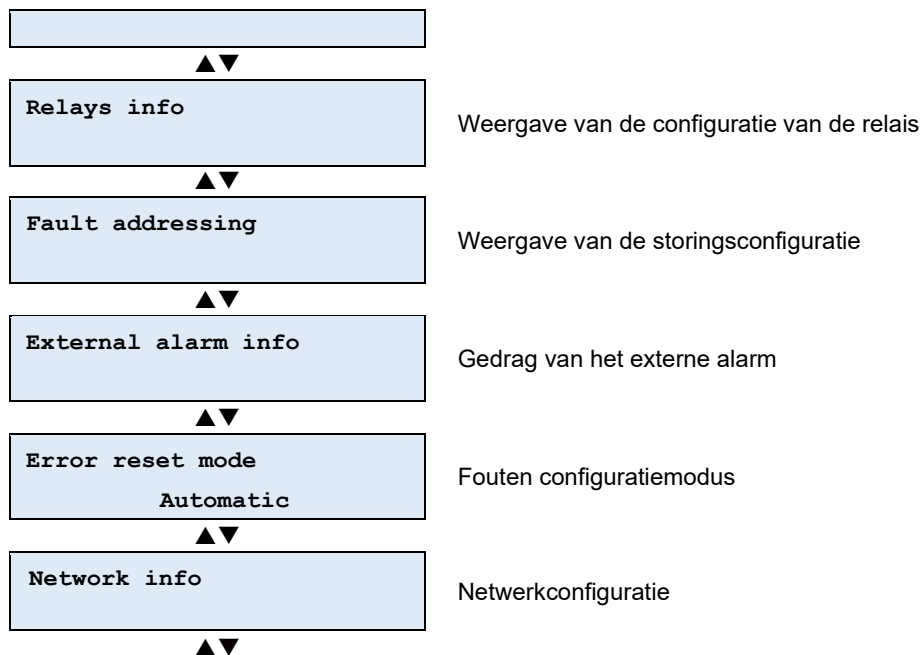 ▲▼
Relays info
Weergave van de configuratie van de relais
▲▼
Fault addressing
Weergave van de storingsconfiguratie
▲▼
External alarm info
Gedrag van het externe alarm
▲▼
Error reset mode
Automatic
Fouten configuratiemodus
▲▼
Network info
Netwerkconfiguratie
▲▼